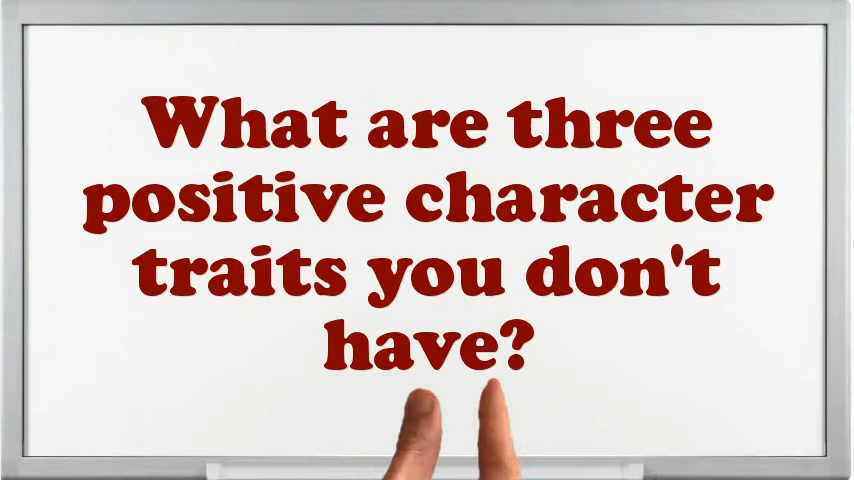 What are three
positive character
traits you don't
have?